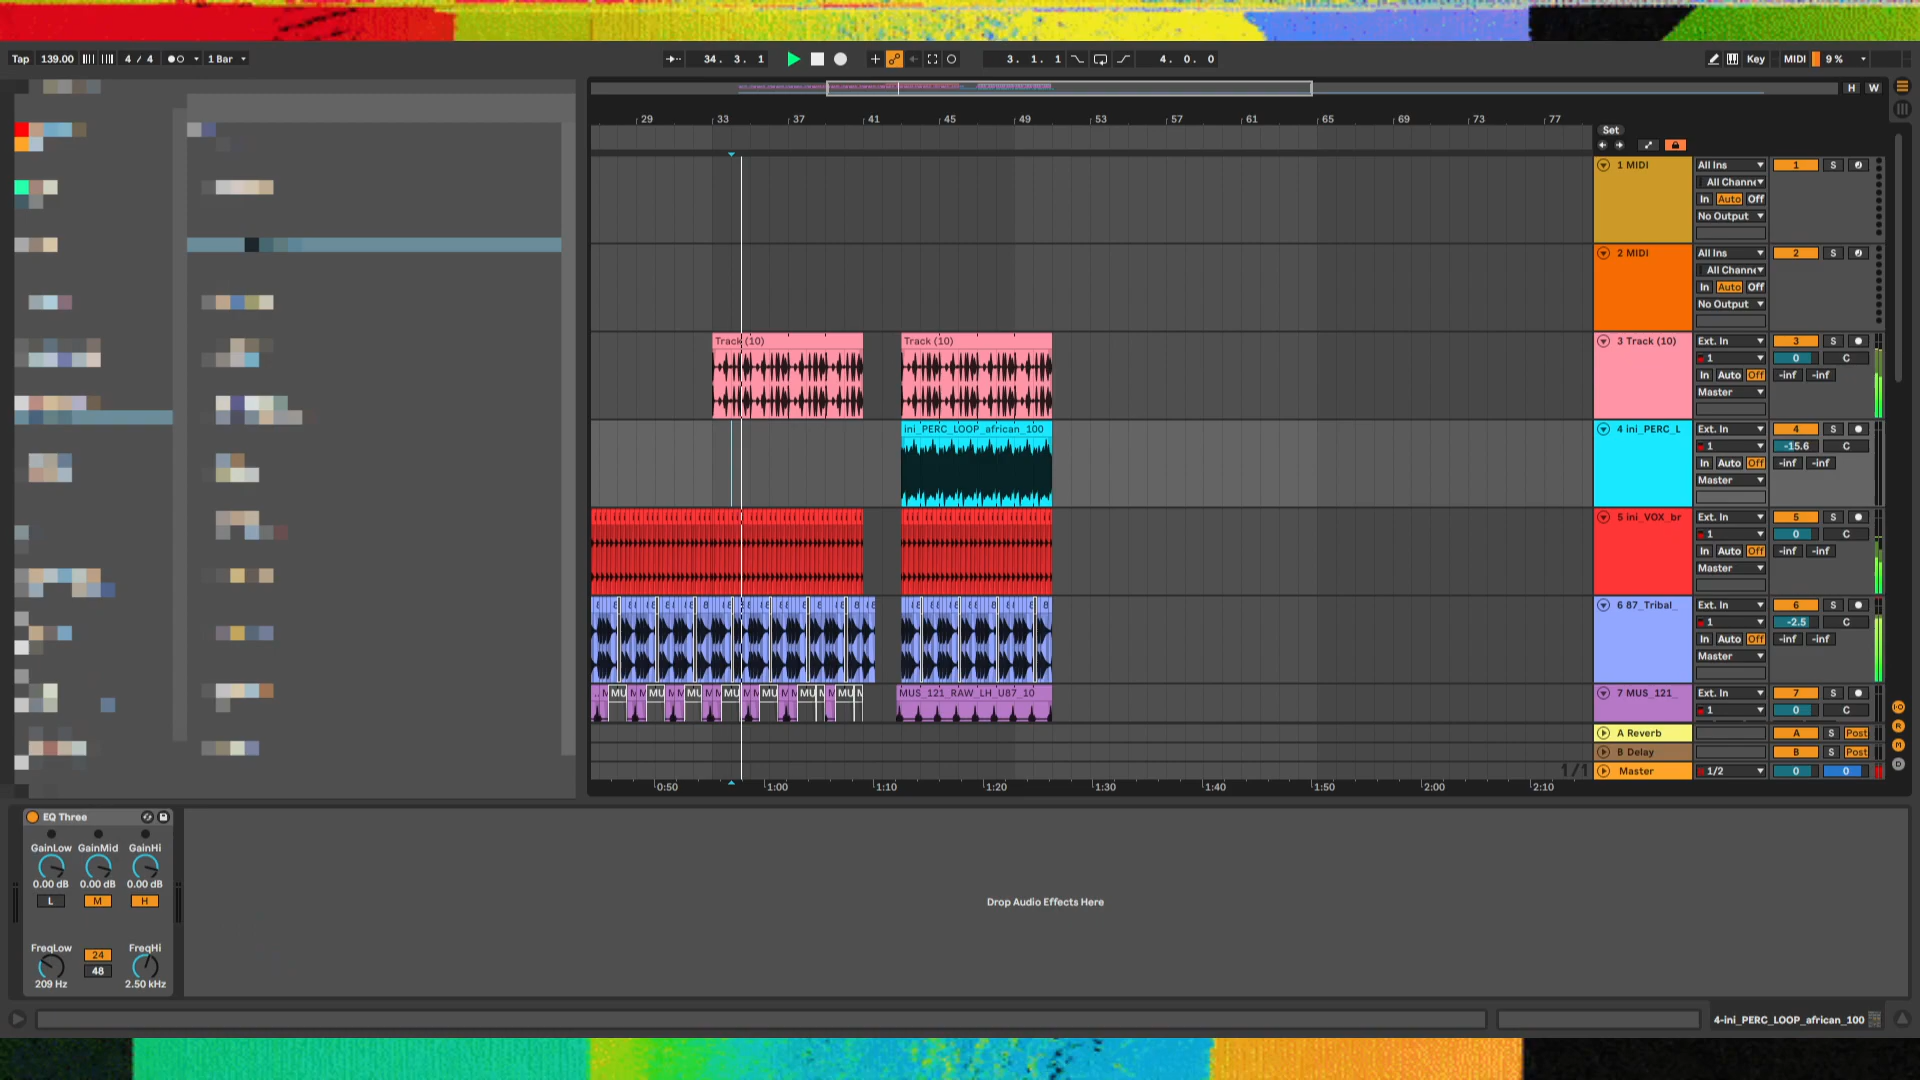 Tap 139.00 4 / 4 1 Bar 34. 3. 1 3. 1. 1 4. 0. 0 Key MIDI 9 %
H W
29 33 37 41 45 49 53 57 61 65 69 73 77
Set
1 MIDI All Ins 1 S
All Channe
In Auto Off
No Output
2 MIDI All Ins 2 S
All Channe
In Auto Off
No Output
Track (10) Track (10) 3 Track (10) Ext. In 3 S
1 0 C
In Auto Off -inf -inf
Master
ini_PERC_LOOP_african_100 4 ini_PERC_L Ext. In 4 S
1 -15.6 C
In Auto Off -inf -inf
Master
5 ini_VOX_br Ext. In 5 S
1 0 C
In Auto Off -inf -inf
Master
6 87_Tribal_ Ext. In 6 S
1 -2.5 C
In Auto Off -inf -inf
Master
MU MU MU MU MU MU MU MUS_121_RAW_LH_U87_10 7 MUS_121_ Ext. In 7 S
1 0 C
A Reverb A S Post
B Delay B S Post
1/1 Master 1/2 0 0
0:50 1:00 1:10 1:20 1:30 1:40 1:50 2:00 2:10
EQ Three
GainLow GainMid GainHi
0.00 dB 0.00 dB 0.00 dB
L M H
Drop Audio Effects Here
FreqLow 24 FreqHi
48
209 Hz 2.50 kHz
4-ini_PERC_LOOP_african_100